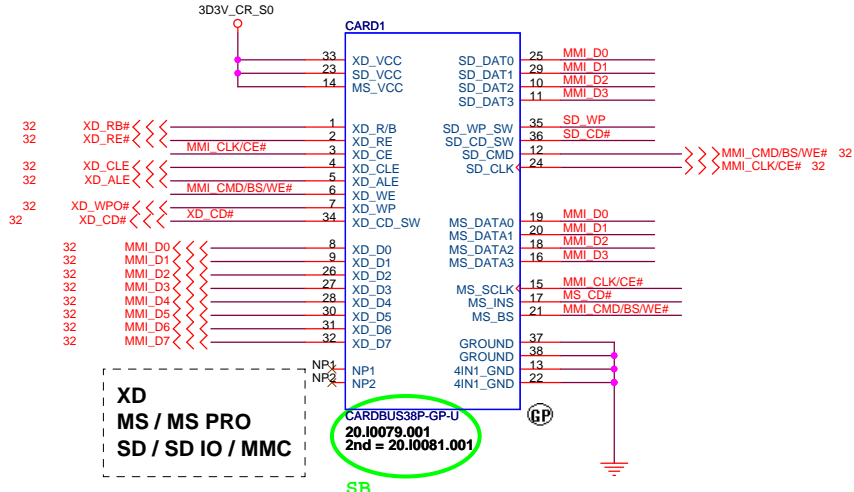 3D3V_CR_S0
CARD1
33 XD_VCC
23 SD_VCC
14 MS_VCC
SD_DAT0 25 MMI_D0
SD_DAT1 29 MMI_D1
SD_DAT2 10 MMI_D2
SD_DAT3 11 MMI_D3
32 XD_RB# 1 XD_R/B
32 XD_RE# 2 XD_RE
MMI_CLK/CE# 3 XD_CE
32 XD_CLE 4 XD_CLE
32 XD_ALE 5 XD_ALE
MMI_CMD/BS/WE# 6 XD_WE
32 XD_WPO# 7 XD_WP
32 XD_CD# XD_CD# 34 XD_CD_SW
SD_WP_SW 35 SD_WP
SD_CD_SW 36 SD_CD#
SD_CMD 12 MMI_CMD/BS/WE# 32
SD_CLK 24 MMI_CLK/CE# 32
MS_DATA0 19 MMI_D0
MS_DATA1 20 MMI_D1
MS_DATA2 18 MMI_D2
MS_DATA3 16 MMI_D3
32 MMI_D0 8 XD_D0
32 MMI_D1 9 XD_D1
32 MMI_D2 26 XD_D2
32 MMI_D3 27 XD_D3
32 MMI_D4 28 XD_D4
32 MMI_D5 30 XD_D5
32 MMI_D6 31 XD_D6
32 MMI_D7 32 XD_D7
MS_SCLK 15 MMI_CLK/CE#
MS_INS 17 MS_CD#
MS_BS 21 MMI_CMD/BS/WE#
GROUND 37
GROUND 38
4IN1_GND 13
4IN1_GND 22
NP1 NP1
NP2 NP2
XD
MS / MS PRO
SD / SD IO / MMC
CARDBUS38P-GP-U
20.I0079.001
2nd = 20.I0081.001
GP
SB